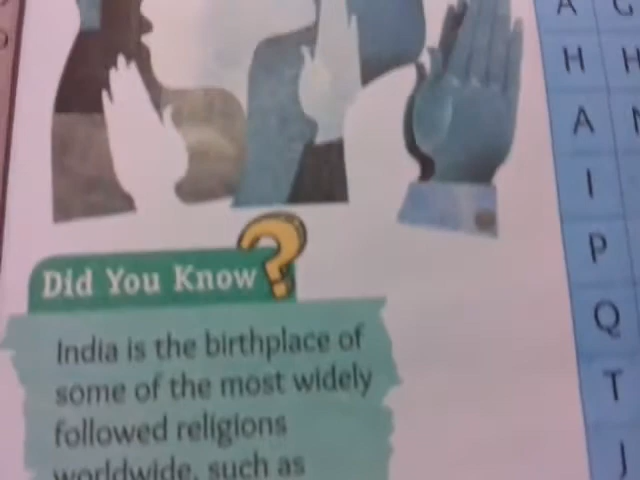 Did You Know
India is the birthplace of
some of the most widely
followed religions
worldwide, such as
A G
H H
A
I
P
Q
T
J